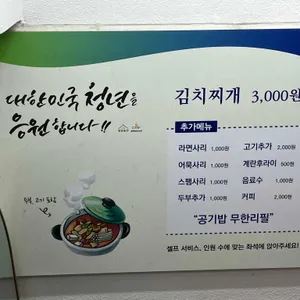 대한민국 청년을
응원합니다!!
김치찌개 3,000원
추가메뉴
라면사리 1,000원 고기추가 2,000원
어묵사리 1,000원 계란후라이 500원
스팸사리 1,000원 음료수 1,000원
두부추가 1,000원 커피 2,000원
"공기밥 무한리필"
셀프 서비스, 인원 수에 맞는 좌석에 앉아주세요!